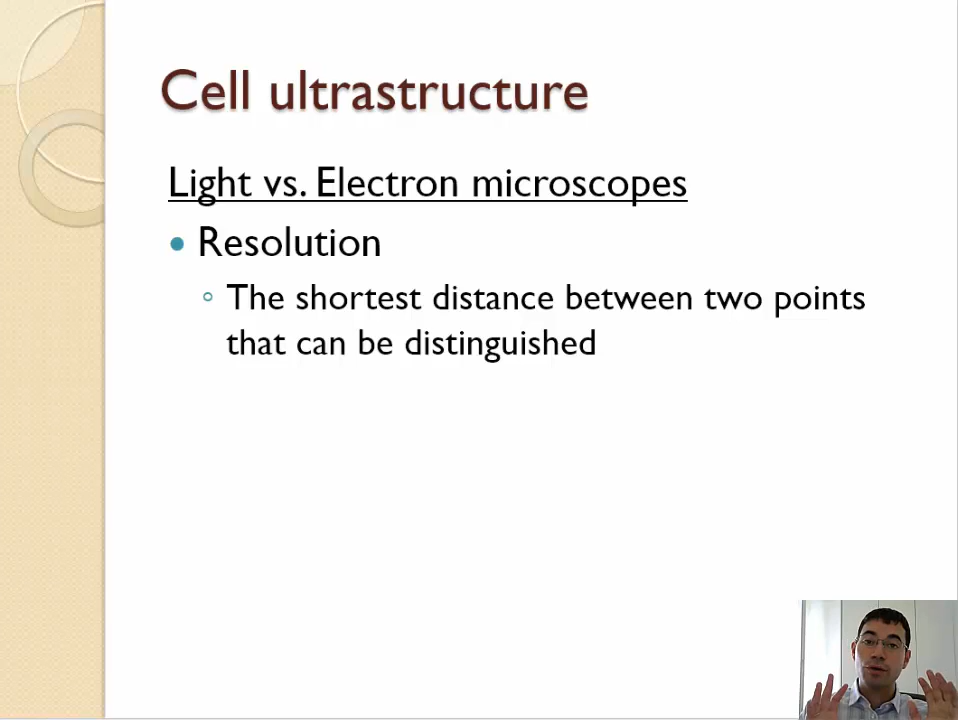 Cell ultrastructure
Light vs. Electron microscopes
• Resolution
◦ The shortest distance between two points
that can be distinguished